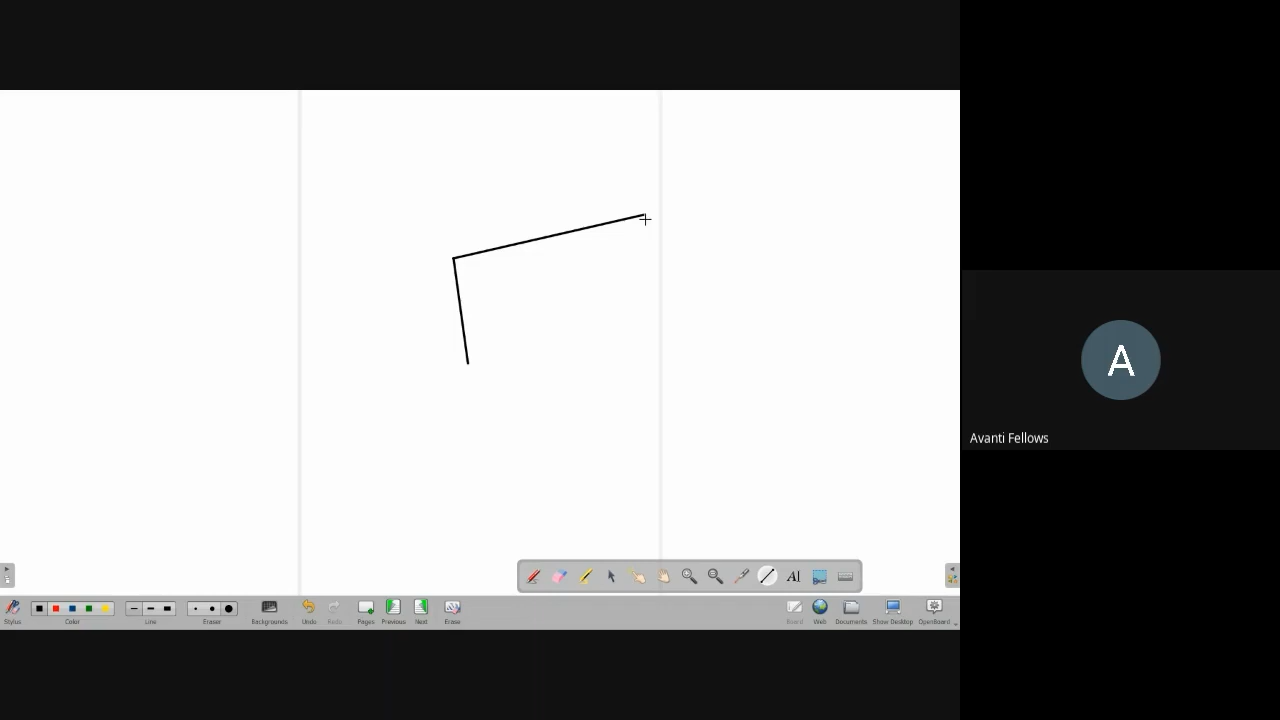 A
Avanti Fellows
AI
Stylus
Color
Line
Eraser
Backgrounds
Undo
Redo
Pages
Previous
Next
Erase
Board
Web
Documents
Show Desktop
OpenBoard